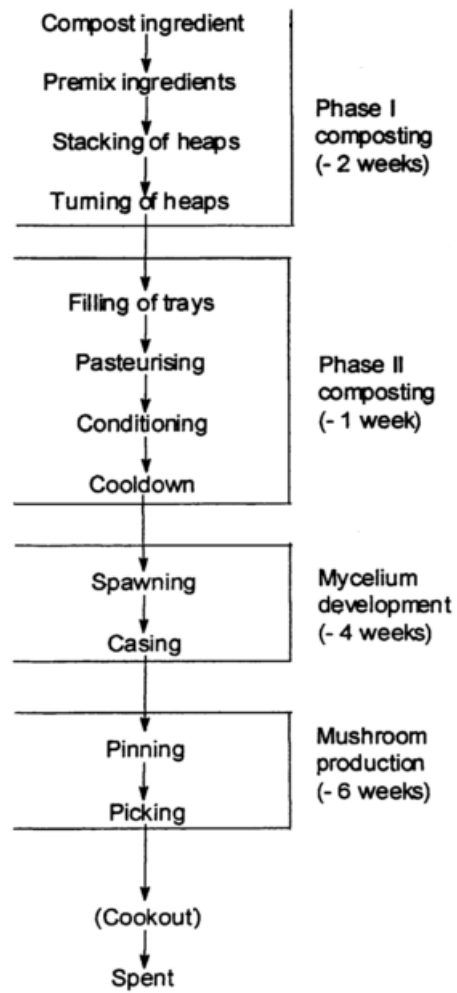 Compost ingredient
Premix ingredients
Stacking of heaps
Turning of heaps
Phase I
composting
(- 2 weeks)
Filling of trays
Pasteurising
Conditioning
Cooldown
Phase II
composting
(- 1 week)
Spawning
Casing
Mycelium
development
(- 4 weeks)
Pinning
Picking
Mushroom
production
(- 6 weeks)
(Cookout)
Spent